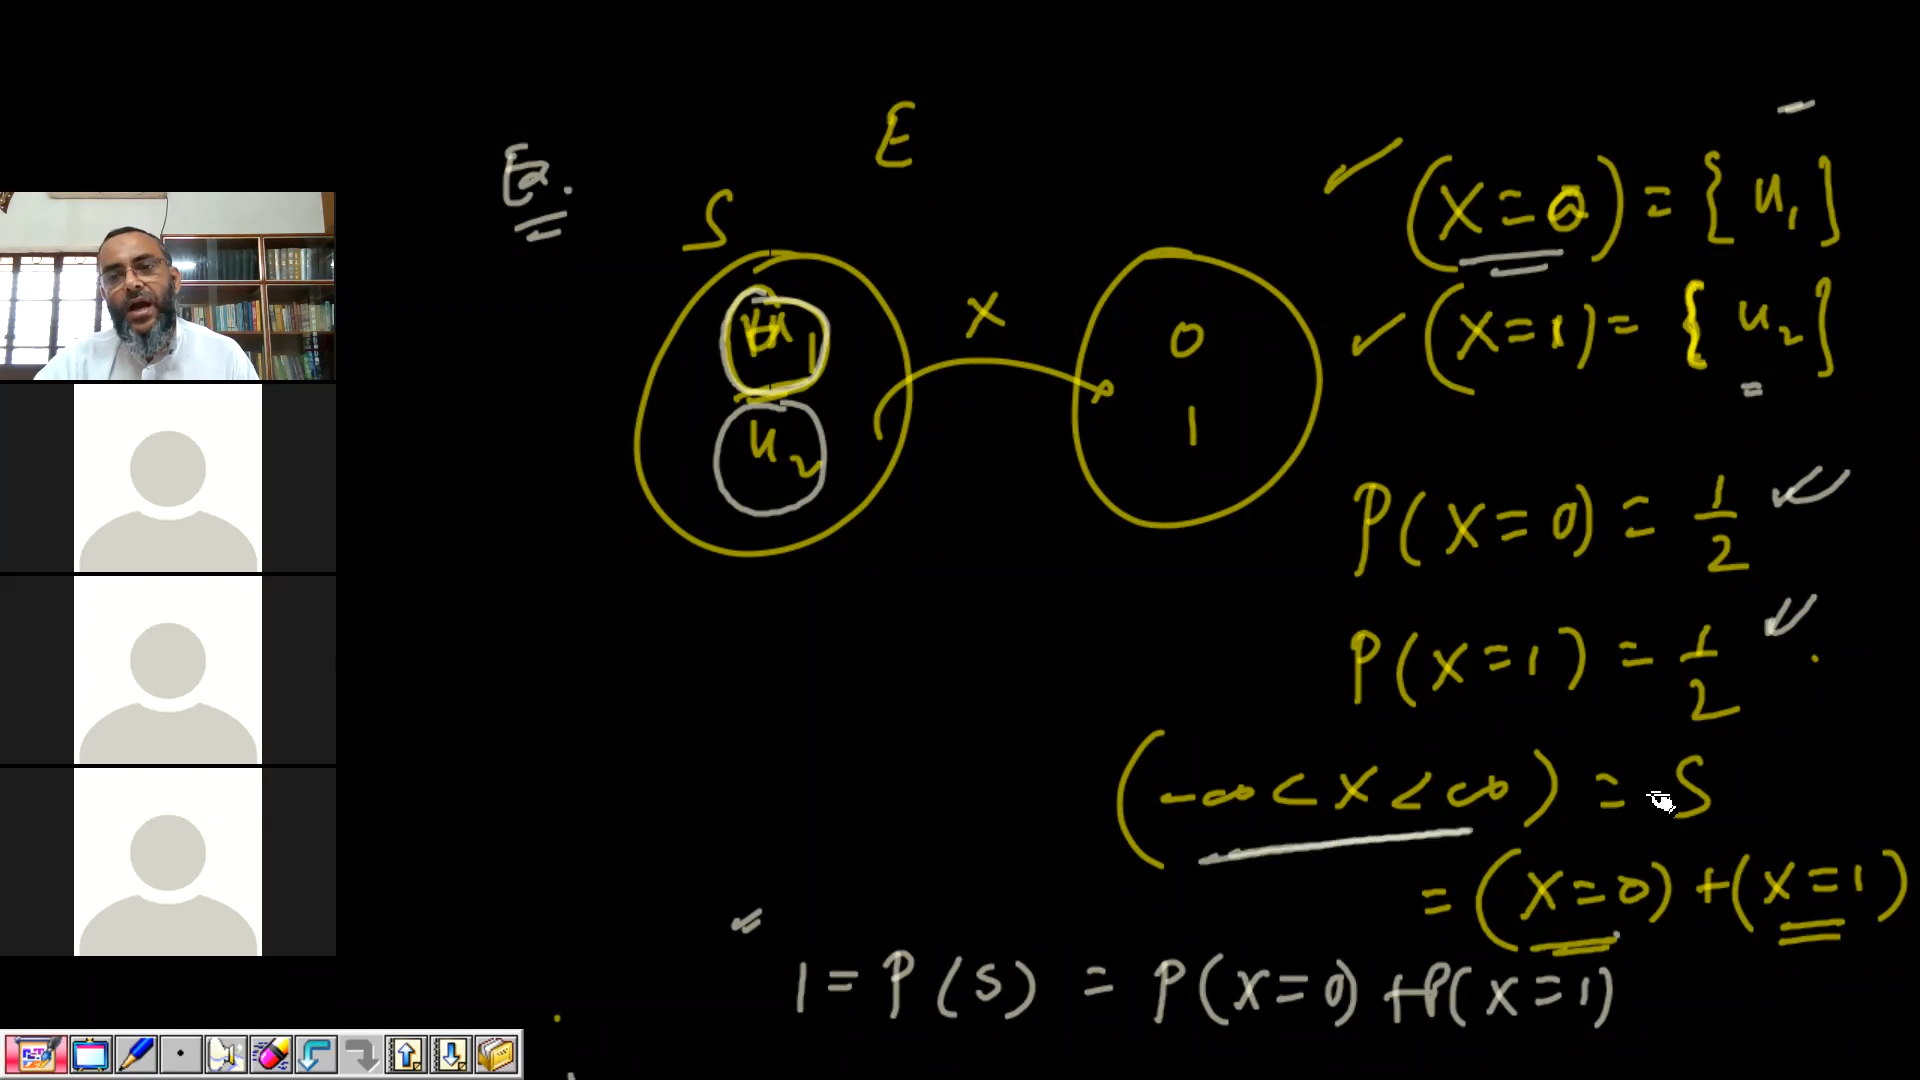 Ex.
E
S
X
u₁
u₂
0
1
(X=0) = {u₁}
(X=1) = {u₂}
P(X=0) = 1/2
P(X=1) = 1/2
(-∞ < X < ∞) = S
= (X=0) + (X=1)
1 = P(S) = P(X=0) + P(X=1)